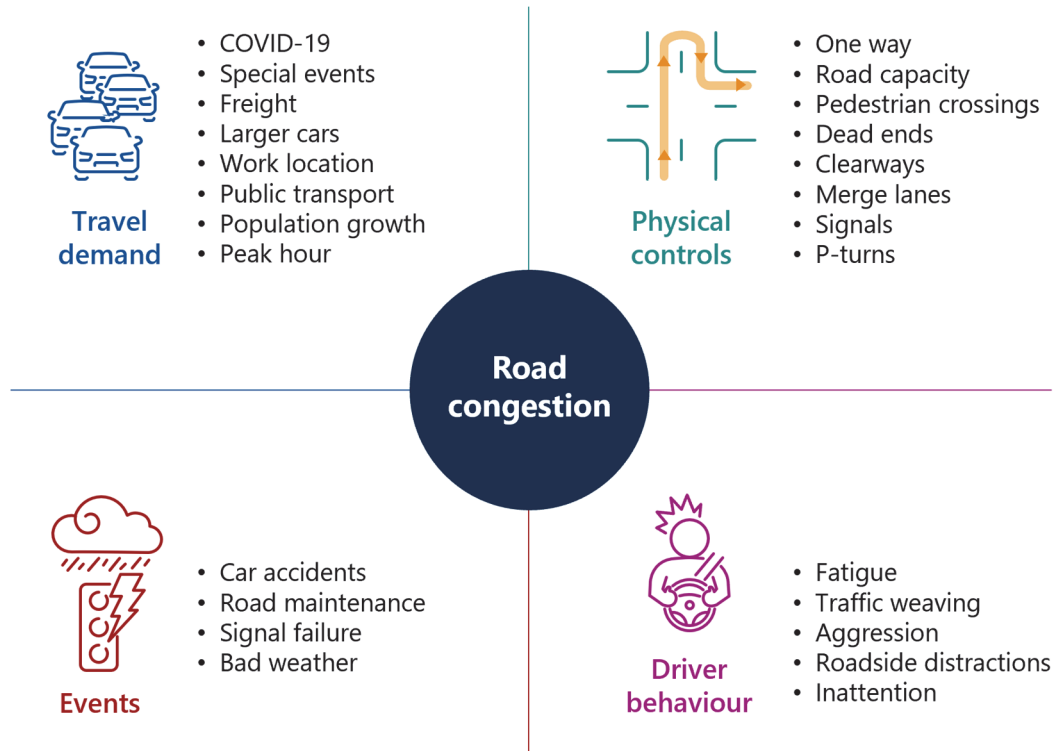 Travel
demand
• COVID-19
• Special events
• Freight
• Larger cars
• Work location
• Public transport
• Population growth
• Peak hour
Physical
controls
• One way
• Road capacity
• Pedestrian crossings
• Dead ends
• Clearways
• Merge lanes
• Signals
• P-turns
Road
congestion
Events
• Car accidents
• Road maintenance
• Signal failure
• Bad weather
Driver
behaviour
• Fatigue
• Traffic weaving
• Aggression
• Roadside distractions
• Inattention